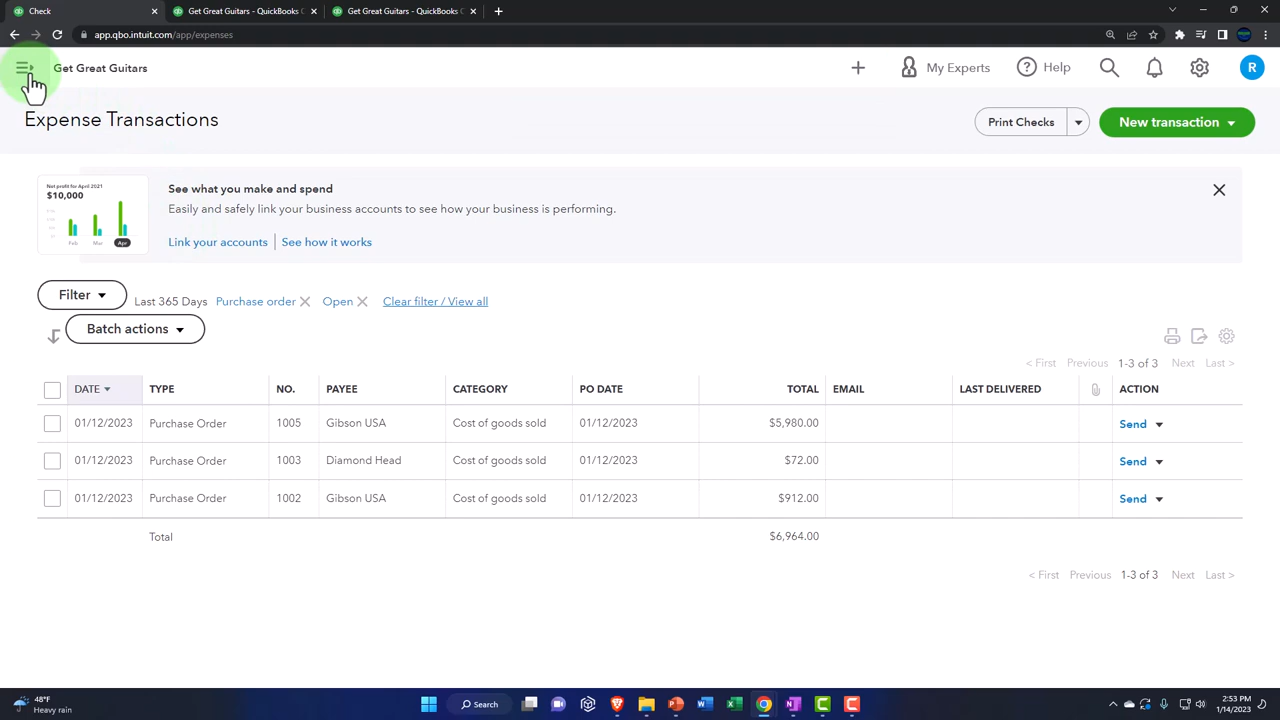 Check
Get Great Guitars - QuickBooks C
Get Great Guitars - QuickBooks C
app.qbo.intuit.com/app/expenses
Get Great Guitars
My Experts
Help
R
Expense Transactions
Print Checks
New transaction
Net profit for April 2021
$10,000
Feb
Mar
Apr
See what you make and spend
Easily and safely link your business accounts to see how your business is performing.
Link your accounts
See how it works
Filter
Last 365 Days
Purchase order
Open
Clear filter / View all
Batch actions
< First Previous 1-3 of 3 Next Last >
DATE TYPE NO. PAYEE CATEGORY PO DATE TOTAL EMAIL LAST DELIVERED ACTION
01/12/2023 Purchase Order 1005 Gibson USA Cost of goods sold 01/12/2023 $5,980.00 Send
01/12/2023 Purchase Order 1003 Diamond Head Cost of goods sold 01/12/2023 $72.00 Send
01/12/2023 Purchase Order 1002 Gibson USA Cost of goods sold 01/12/2023 $912.00 Send
Total $6,964.00
< First Previous 1-3 of 3 Next Last >
48°F
Heavy rain
Search
2:53 PM
1/14/2023